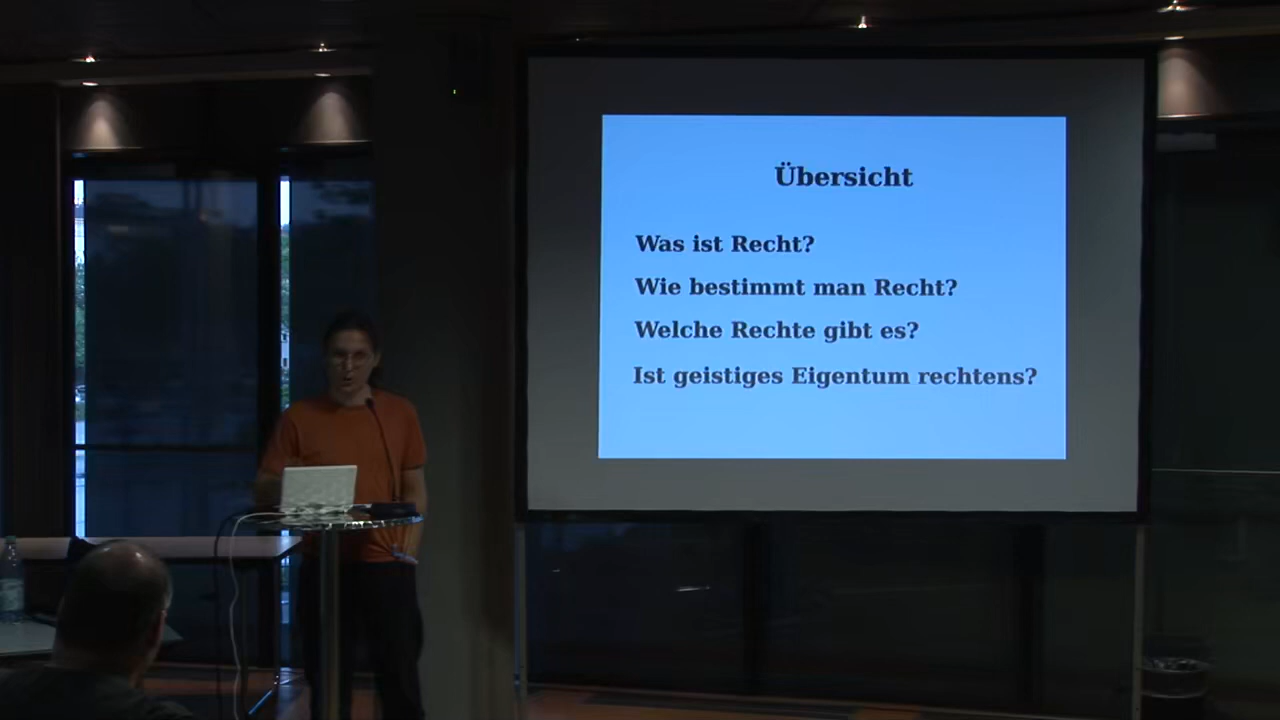 Übersicht
Was ist Recht?
Wie bestimmt man Recht?
Welche Rechte gibt es?
Ist geistiges Eigentum rechtens?